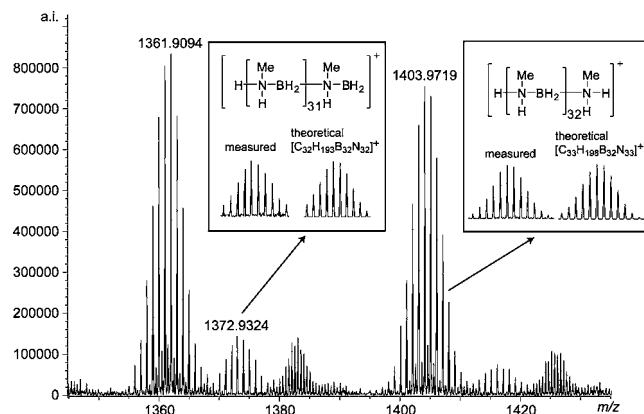 a.i.
1361.9094
1403.9719
1372.9324
800000
700000
600000
500000
400000
300000
200000
100000
0
1360
1380
1400
1420
m/z
Me
H
N
BH₂
N
BH₂
+
H
31
H
measured
theoretical
[C₃₂H₁₉₃B₃₂N₃₂]⁺
Me
Me
H
N
BH₂
N
H
+
H
32
H
measured
theoretical
[C₃₃H₁₉₈B₃₂N₃₃]⁺